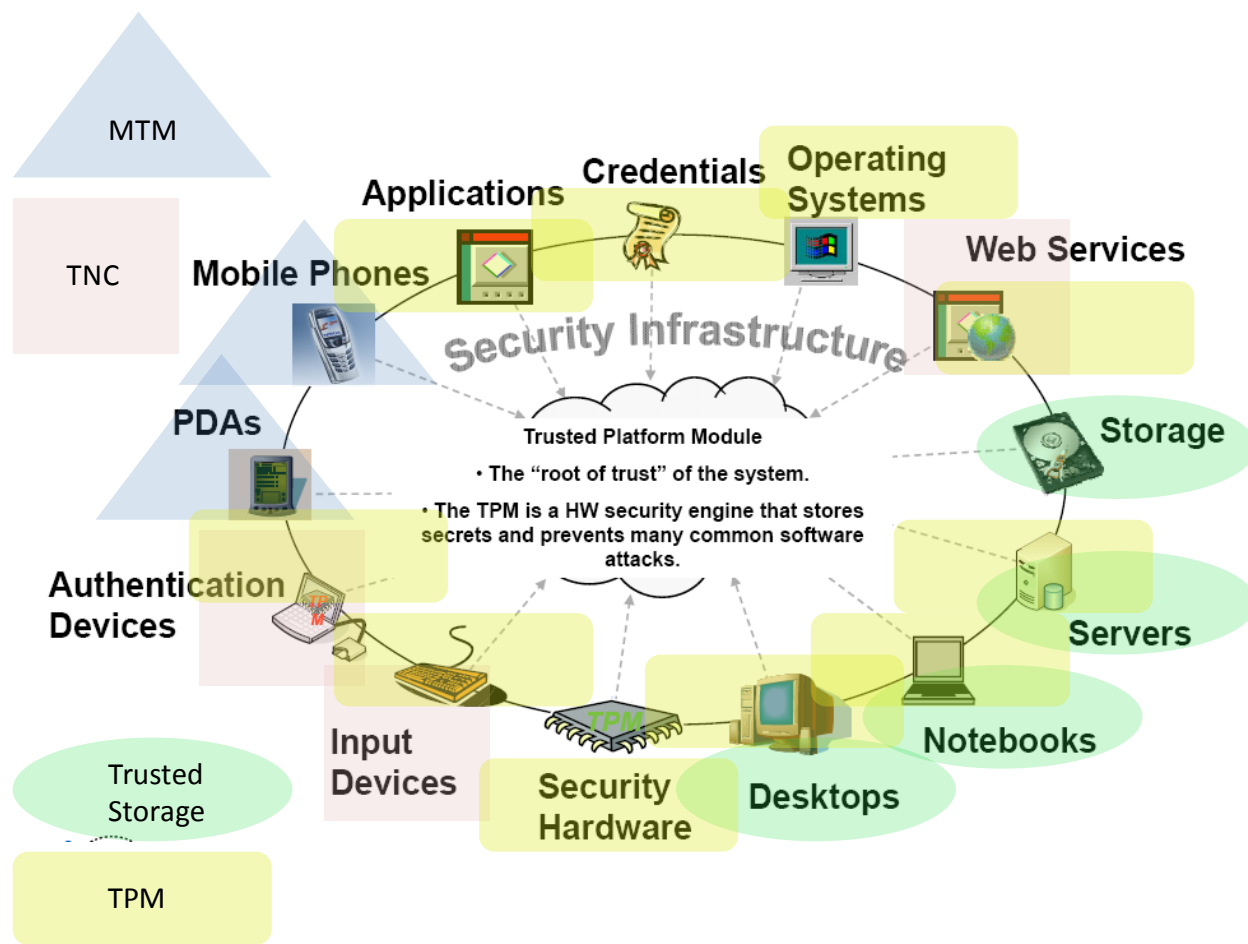 MTM
TNC
Applications
Credentials
Operating
Systems
Mobile Phones
Web Services
Security Infrastructure
PDAs
Storage
Trusted Platform Module
• The “root of trust” of the system.
• The TPM is a HW security engine that stores
secrets and prevents many common software
attacks.
Authentication
Devices
TP
M
Servers
Input
Devices
TPM
Security
Hardware
Desktops
Notebooks
Trusted
Storage
TPM